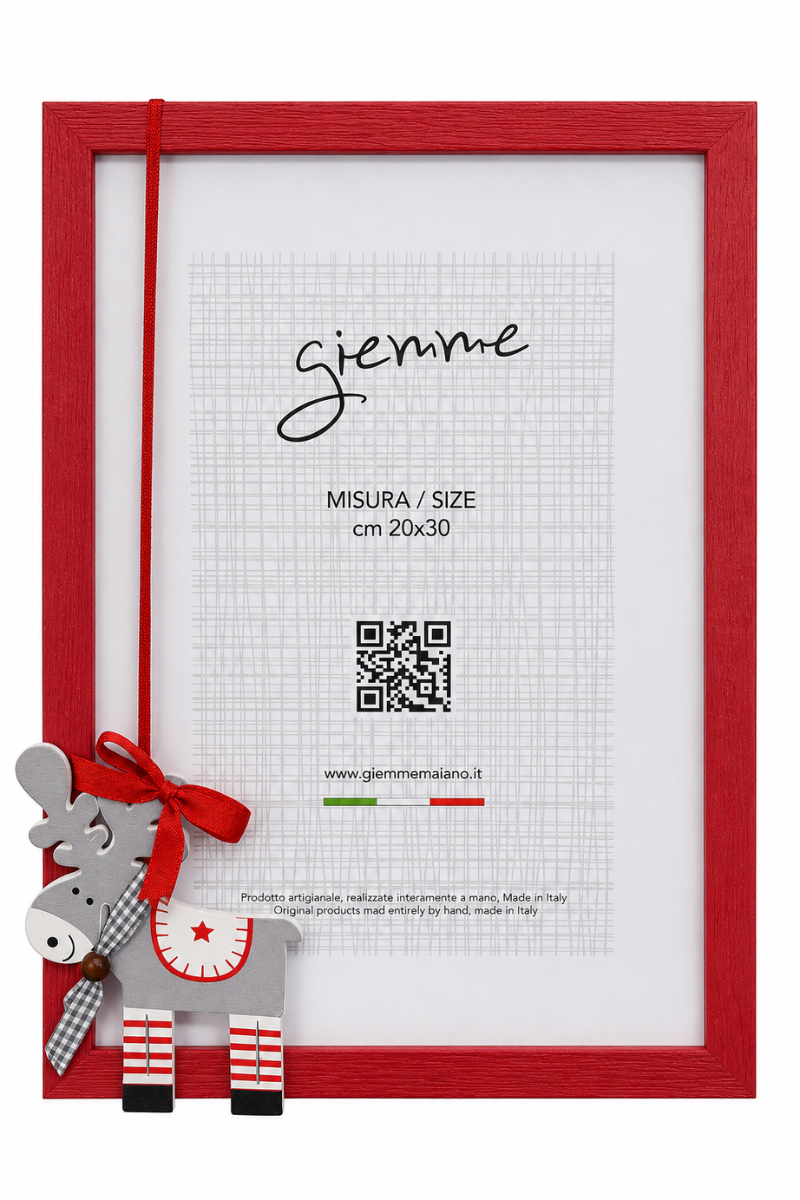 giemme
MISURA / SIZE
cm 20x30
www.giemmemaiano.it
Prodotto artigianale, realizzate interamente a mano, Made in Italy
Original products mad entirely by hand, made in Italy